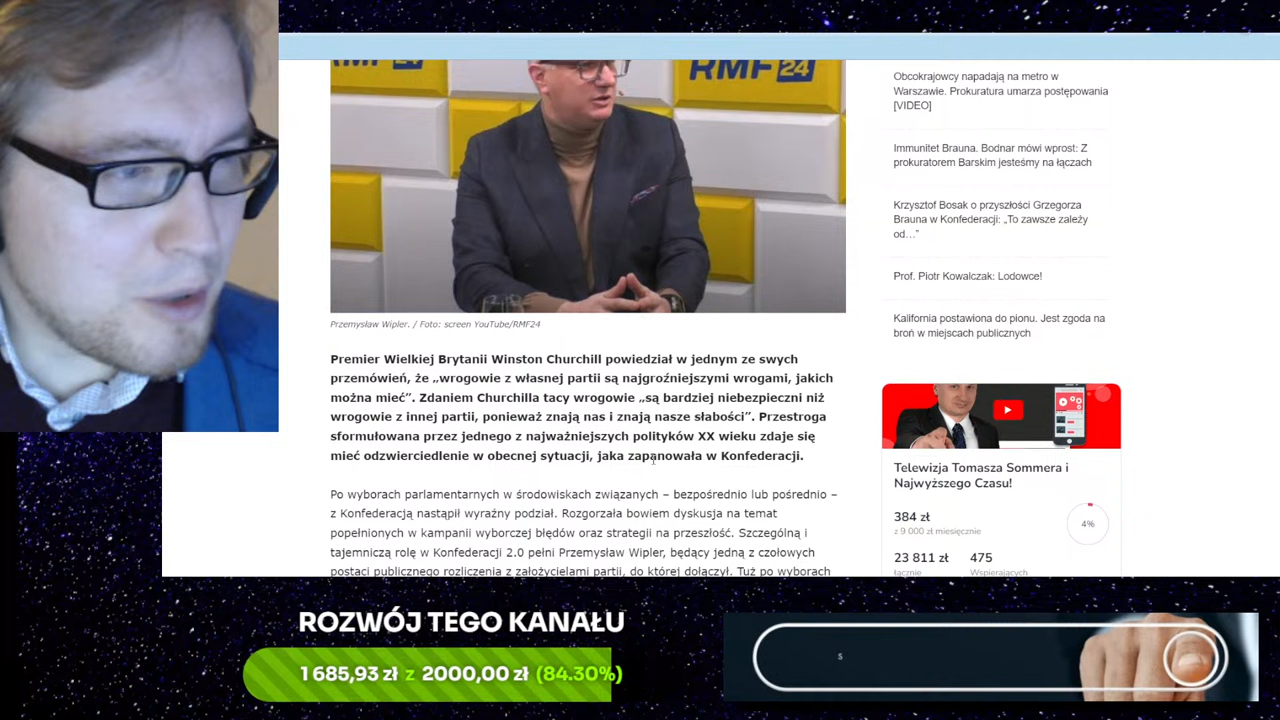 RMF 24
RMF 24
Przemysław Wipler. / Foto: screen YouTube/RMF24
Premier Wielkiej Brytanii Winston Churchill powiedział w jednym ze swych
przemówień, że „wrogowie z własnej partii są najgroźniejszymi wrogami, jakich
można mieć”. Zdaniem Churchilla tacy wrogowie „są bardziej niebezpieczni niż
wrogowie z innej partii, ponieważ znają nas i znają nasze słabości”. Przestroga
sformułowana przez jednego z najważniejszych polityków XX wieku zdaje się
mieć odzwierciedlenie w obecnej sytuacji, jaka zapanowała w Konfederacji.
Po wyborach parlamentarnych w środowiskach związanych – bezpośrednio lub pośrednio –
z Konfederacją nastąpił wyraźny podział. Rozgorzała bowiem dyskusja na temat
popełnionych w kampanii wyborczej błędów oraz strategii na przeszłość. Szczególną i
tajemniczą rolę w Konfederacji 2.0 pełni Przemysław Wipler, będący jedną z czołowych
postaci publicznego rozliczenia z założycielami partii, do której dołączył. Tuż po wyborach
Obcokrajowcy napadają na metro w
Warszawie. Prokuratura umarza postępowania
[VIDEO]
Immunitet Brauna. Bodnar mówi wprost: Z
prokuratorem Barskim jesteśmy na łączach
Krzysztof Bosak o przyszłości Grzegorza
Brauna w Konfederacji: „To zawsze zależy
od…”
Prof. Piotr Kowalczak: Lodowce!
Kalifornia postawiona do pionu. Jest zgoda na
broń w miejscach publicznych
Telewizja Tomasza Sommera i
Najwyższego Czasu!
384 zł
z 9 000 zł miesięcznie
4%
23 811 zł 475
łącznie Wspierających
ROZWÓJ TEGO KANAŁU
1 685,93 zł z 2000,00 zł (84.30%)
s